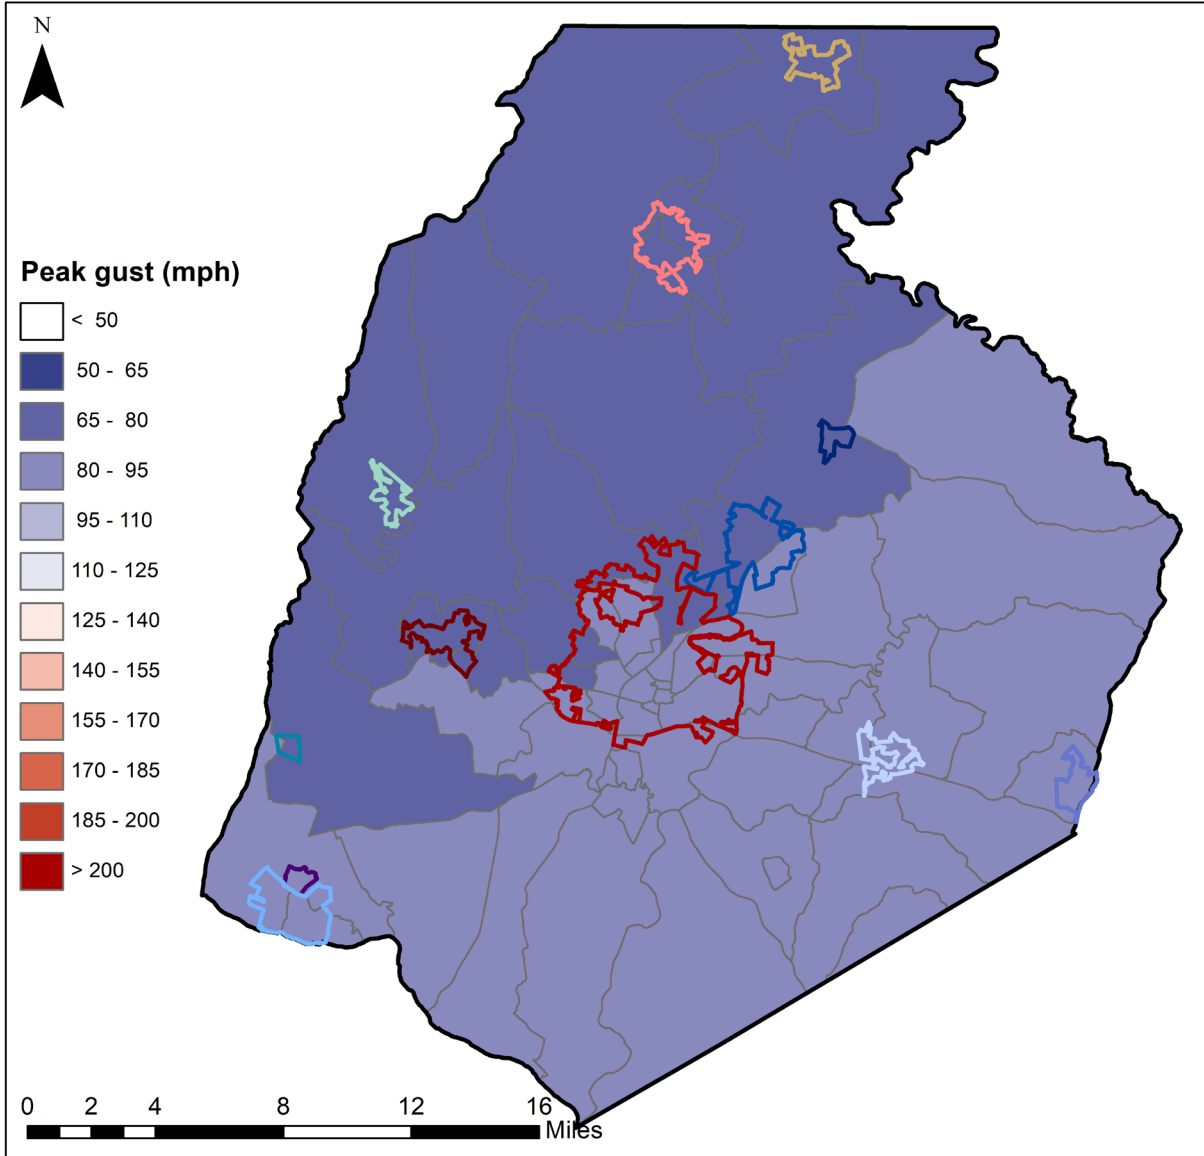 N
Peak gust (mph)
< 50
50 - 65
65 - 80
80 - 95
95 - 110
110 - 125
125 - 140
140 - 155
155 - 170
170 - 185
185 - 200
> 200
0 2 4 8 12 16
Miles